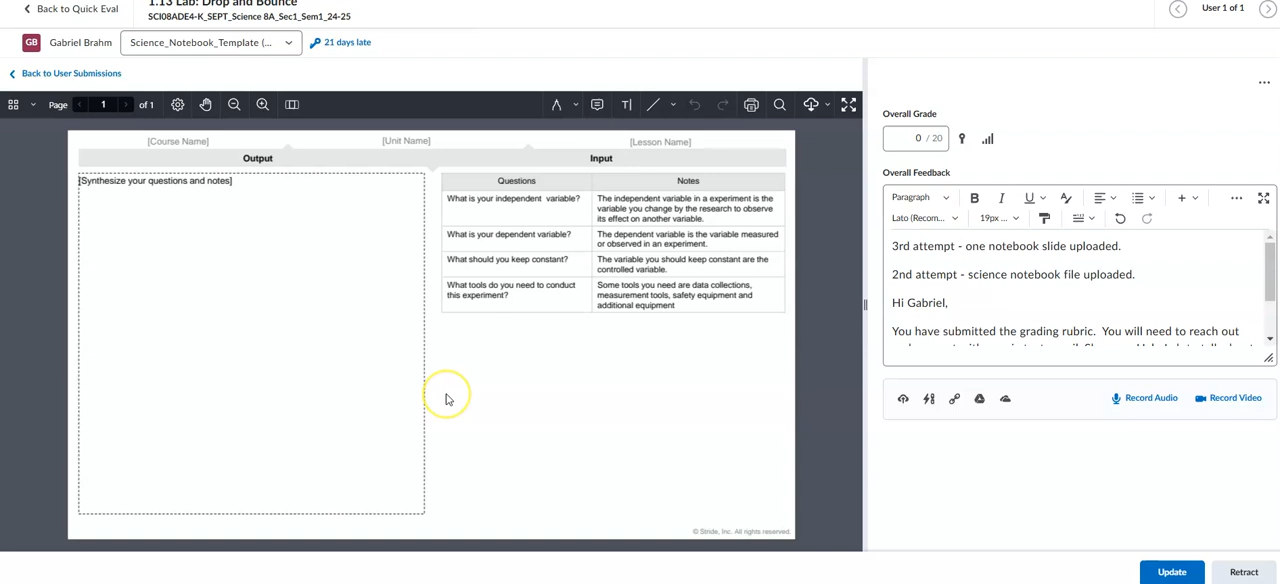 Back to Quick Eval
1.13 Lab: Drop and Bounce
SCI08ADE4-K_SEPT_Science 8A_Sec1_Sem1_24-25
User 1 of 1
GB
Gabriel Brahm
Science_Notebook_Template (...
21 days late
Back to User Submissions
Page
1
of 1
[Course Name]
[Unit Name]
[Lesson Name]
Output
Input
[Synthesize your questions and notes]
Questions
Notes
What is your independent variable?
The independent variable in a experiment is the
variable you change by the research to observe
its effect on another variable.
What is your dependent variable?
The dependent variable is the variable measured
or observed in an experiment.
What should you keep constant?
The variable you should keep constant are the
controlled variable.
What tools do you need to conduct
this experiment?
Some tools you need are data collections,
measurement tools, safety equipment and
additional equipment
© Stride, Inc. All rights reserved
Overall Grade
0 / 20
Overall Feedback
Paragraph
B
I
U
Lato (Recom...
19px ...
3rd attempt - one notebook slide uploaded.
2nd attempt - science notebook file uploaded.
Hi Gabriel,
You have submitted the grading rubric. You will need to reach out
Record Audio
Record Video
Update
Retract